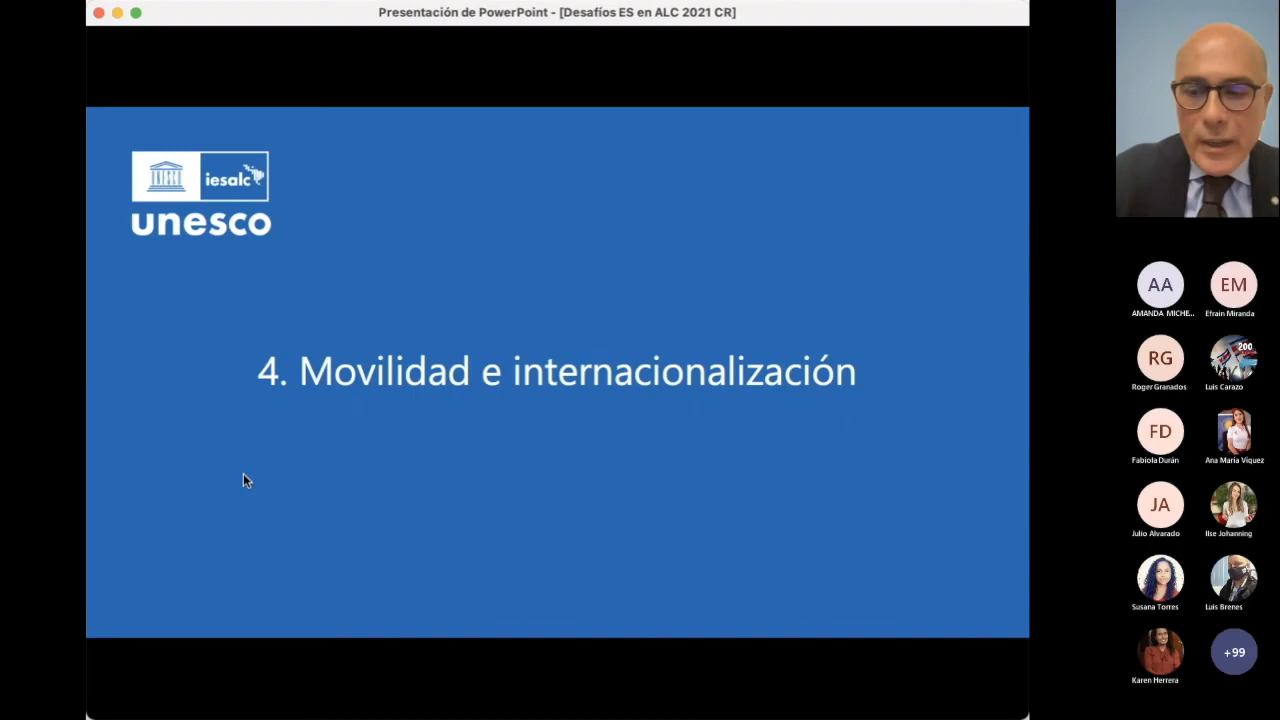 Presentación de PowerPoint - [Desafíos ES en ALC 2021 CR]
iesalc
unesco
4. Movilidad e internacionalización
AA
EM
AMANDA MICHE...
Efrain Miranda
RG
200
Roger Granados
Luis Carazo
FD
Fabiola Durán
Ana María Víquez
JA
Julio Alvarado
Ilse Johanning
Susana Torres
Luis Brenes
+99
Karen Herrera